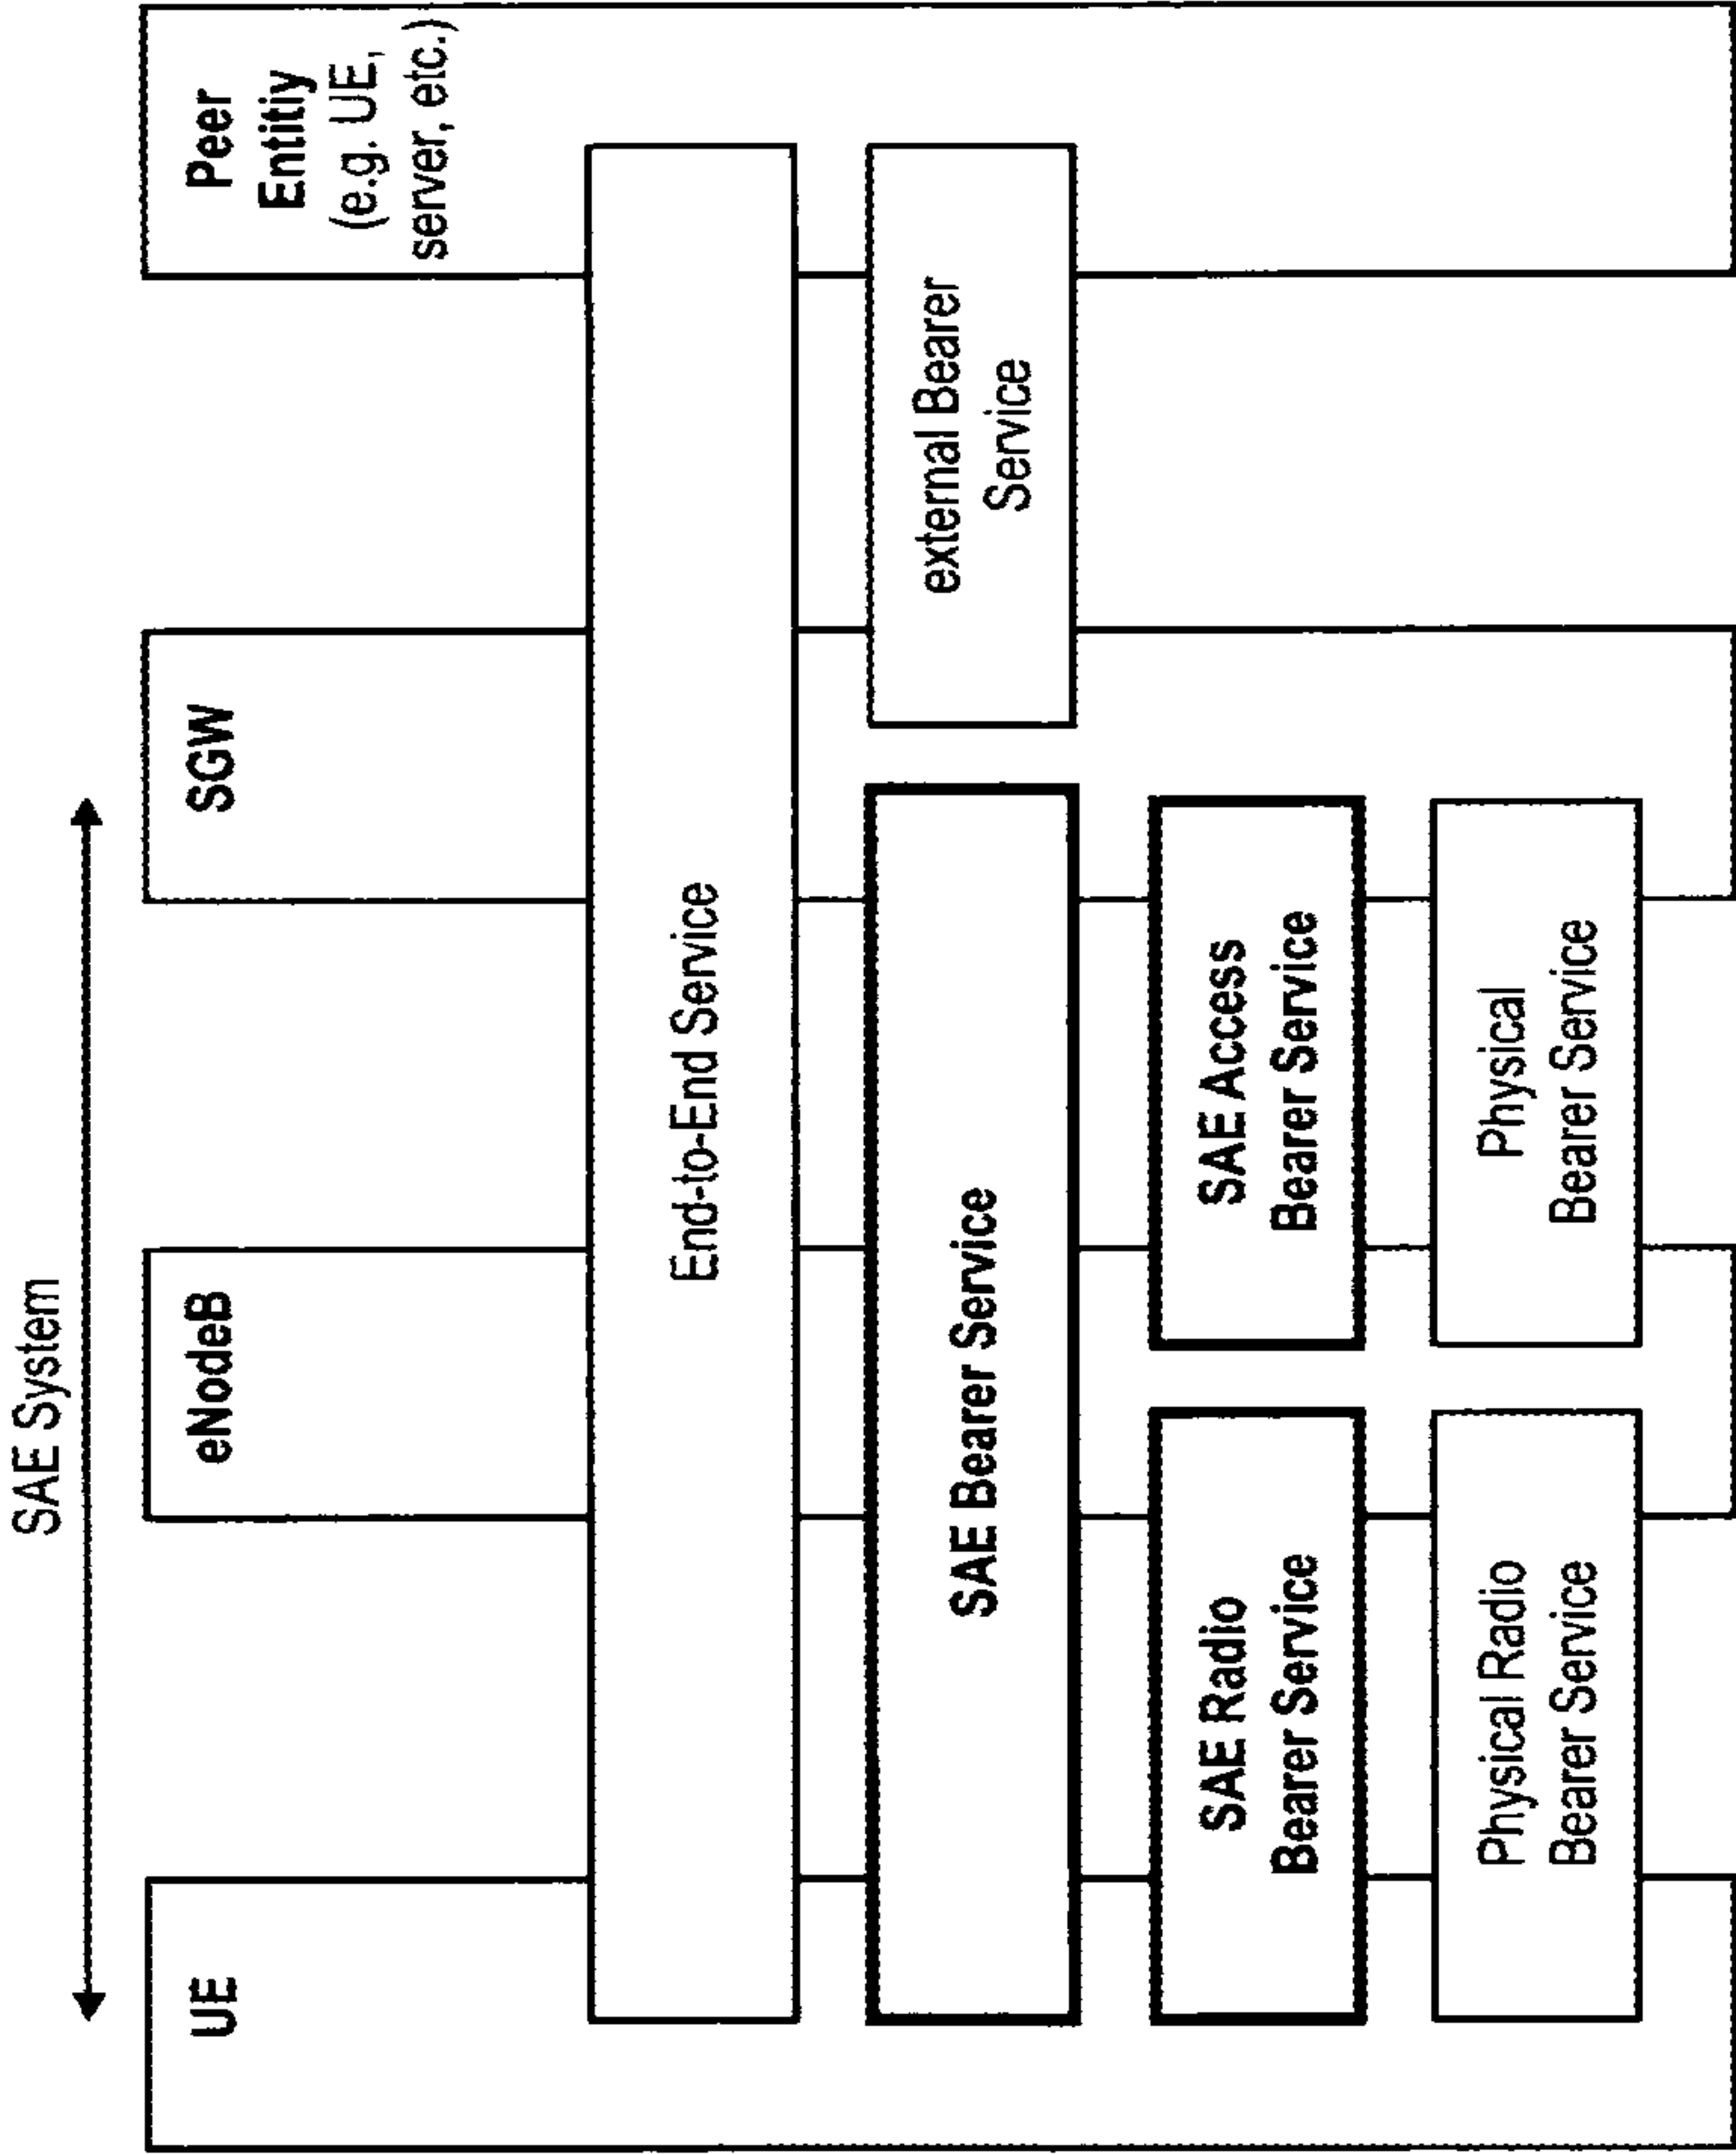 SAE System
UE
eNodeB
SGW
Peer
Entitiy
(e.g. UE,
server, etc.)
End-to-End Service
SAE Bearer Service
external Bearer
Service
SAE Radio
Bearer Service
SAE Access
Bearer Service
Physical Radio
Bearer Service
Physical
Bearer Service